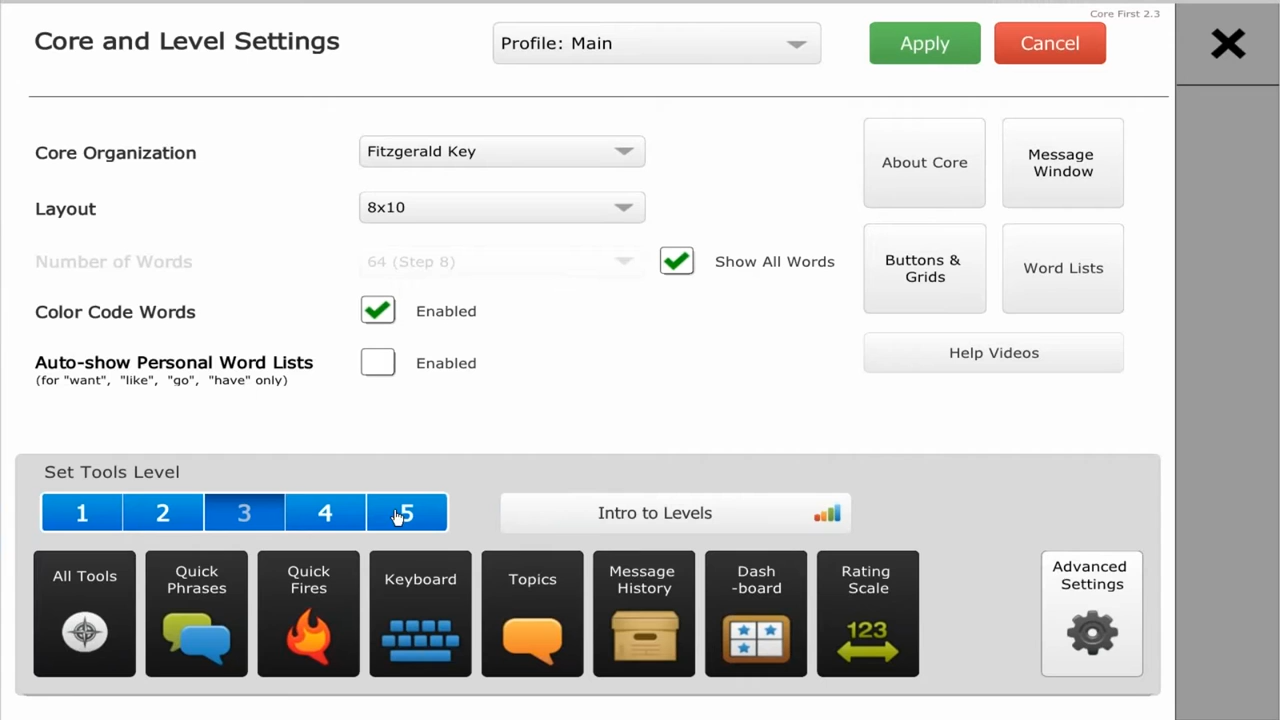 Core First 2.3
Core and Level Settings
Profile: Main
Apply
Cancel
Core Organization
Fitzgerald Key
Layout
8x10
Number of Words
64 (Step 8)
Show All Words
Color Code Words
Enabled
Auto-show Personal Word Lists
(for "want", "like", "go", "have" only)
Enabled
About Core
Message
Window
Buttons &
Grids
Word Lists
Help Videos
Set Tools Level
1
2
3
4
5
Intro to Levels
All Tools
Quick
Phrases
Quick
Fires
Keyboard
Topics
Message
History
Dash
-board
Rating
Scale
123
Advanced
Settings